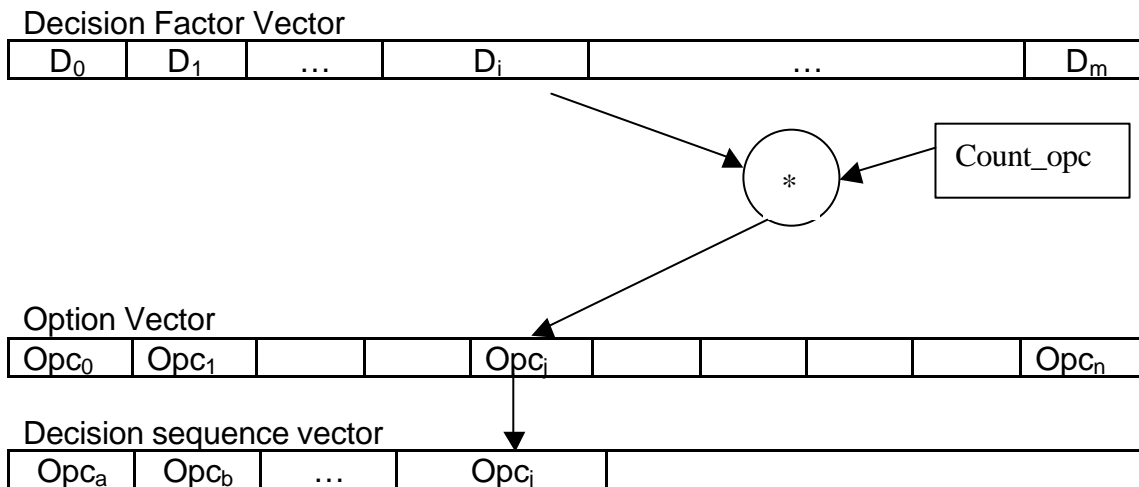 Decision Factor Vector
D₀ D₁ … Dᵢ … Dₘ
Count_opc
*
Option Vector
Opc₀ Opc₁ Opcⱼ Opcₙ
Decision sequence vector
Opcₐ Opc_b … Opcⱼ